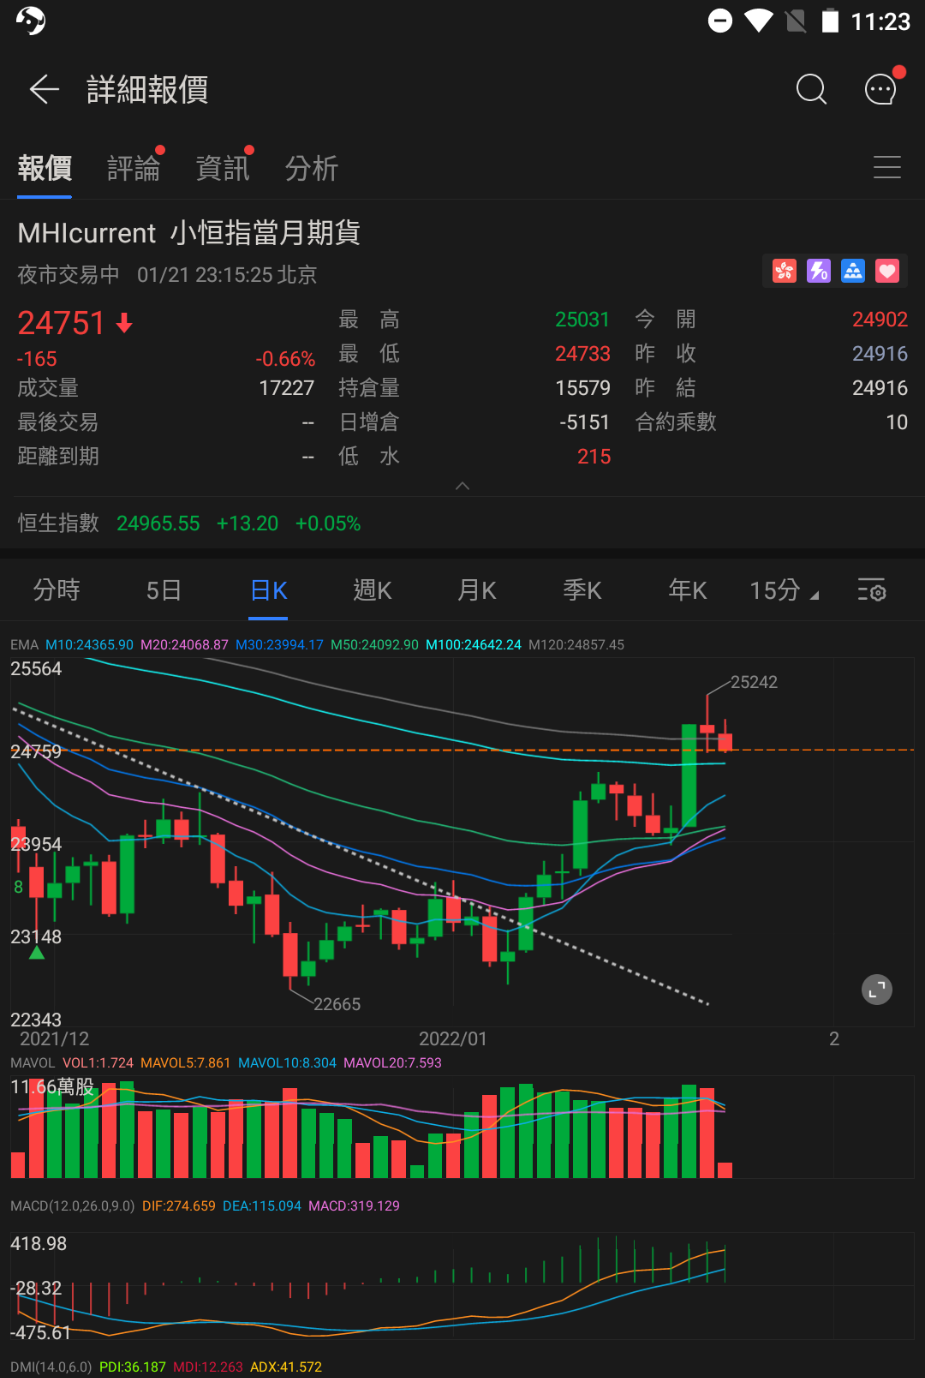 11:23
詳細報價
報價 評論 資訊 分析
MHIcurrent 小恒指當月期貨
夜市交易中 01/21 23:15:25 北京
24751 最 高 25031 今 開 24902
-165 -0.66% 最 低 24733 昨 收 24916
成交量 17227 持倉量 15579 昨 結 24916
最後交易 -- 日增倉 -5151 合約乘數 10
距離到期 -- 低 水 215
恒生指數 24965.55 +13.20 +0.05%
分時 5日 日K 週K 月K 季K 年K 15分
EMA M10:24365.90 M20:24068.87 M30:23994.17 M50:24092.90 M100:24642.24 M120:24857.45
25564
25242
24759
23954
8
23148
22665
22343
2021/12 2022/01 2
MAVOL VOL1:1.724 MAVOL5:7.861 MAVOL10:8.304 MAVOL20:7.593
11.66萬股
MACD(12.0,26.0,9.0) DIF:274.659 DEA:115.094 MACD:319.129
418.98
-28.32
-475.61
DMI(14.0,6.0) PDI:36.187 MDI:12.263 ADX:41.572